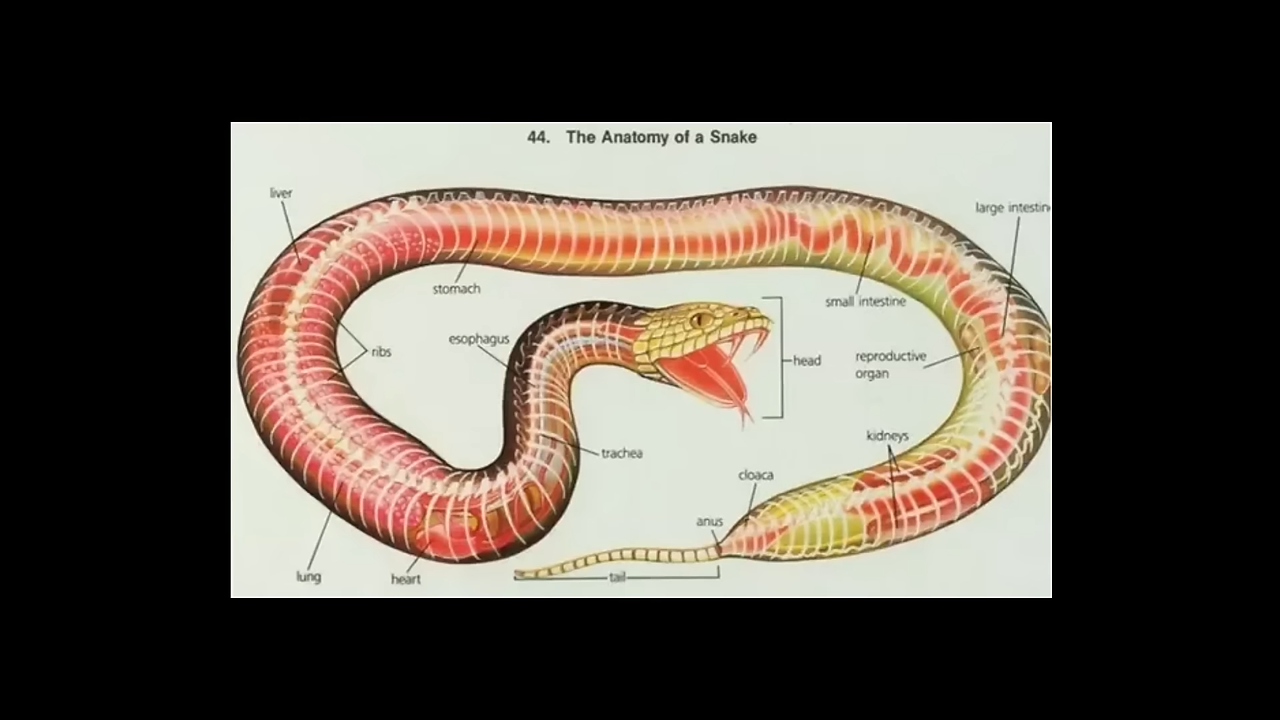 44. The Anatomy of a Snake
liver
large intestin
stomach
small intestine
esophagus
ribs
head
reproductive
organ
kidneys
trachea
cloaca
anus
lung
heart
tail